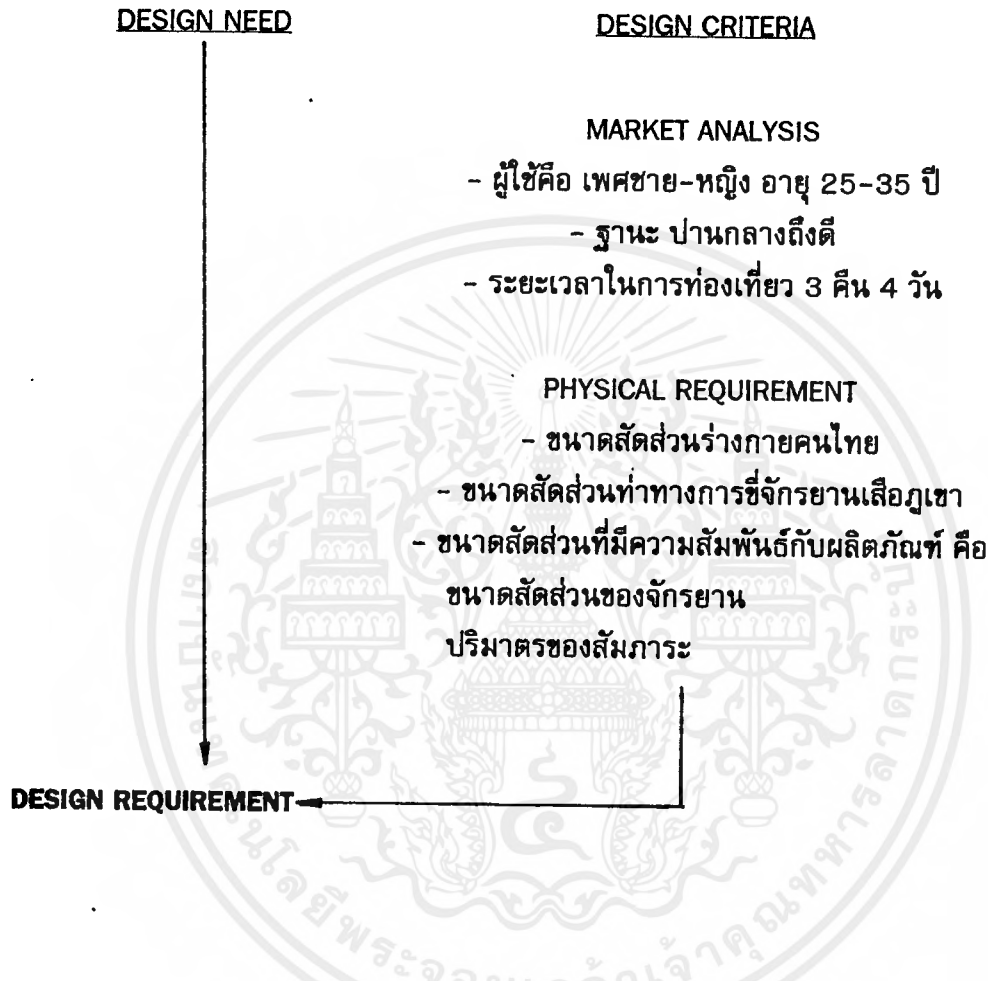 DESIGN NEED
DESIGN CRITERIA
MARKET ANALYSIS
- ผู้ใช้คือ เพศชาย-หญิง อายุ 25-35 ปี
- ฐานะ ปานกลางถึงดี
- ระยะเวลาในการท่องเที่ยว 3 คืน 4 วัน
PHYSICAL REQUIREMENT
- ขนาดสัดส่วนร่างกายคนไทย
- ขนาดสัดส่วนท่าทางการขี่จักรยานเสือภูเขา
- ขนาดสัดส่วนที่มีความสัมพันธ์กับผลิตภัณฑ์ คือ
ขนาดสัดส่วนของจักรยาน
ปริมาตรของสัมภาระ
DESIGN REQUIREMENT